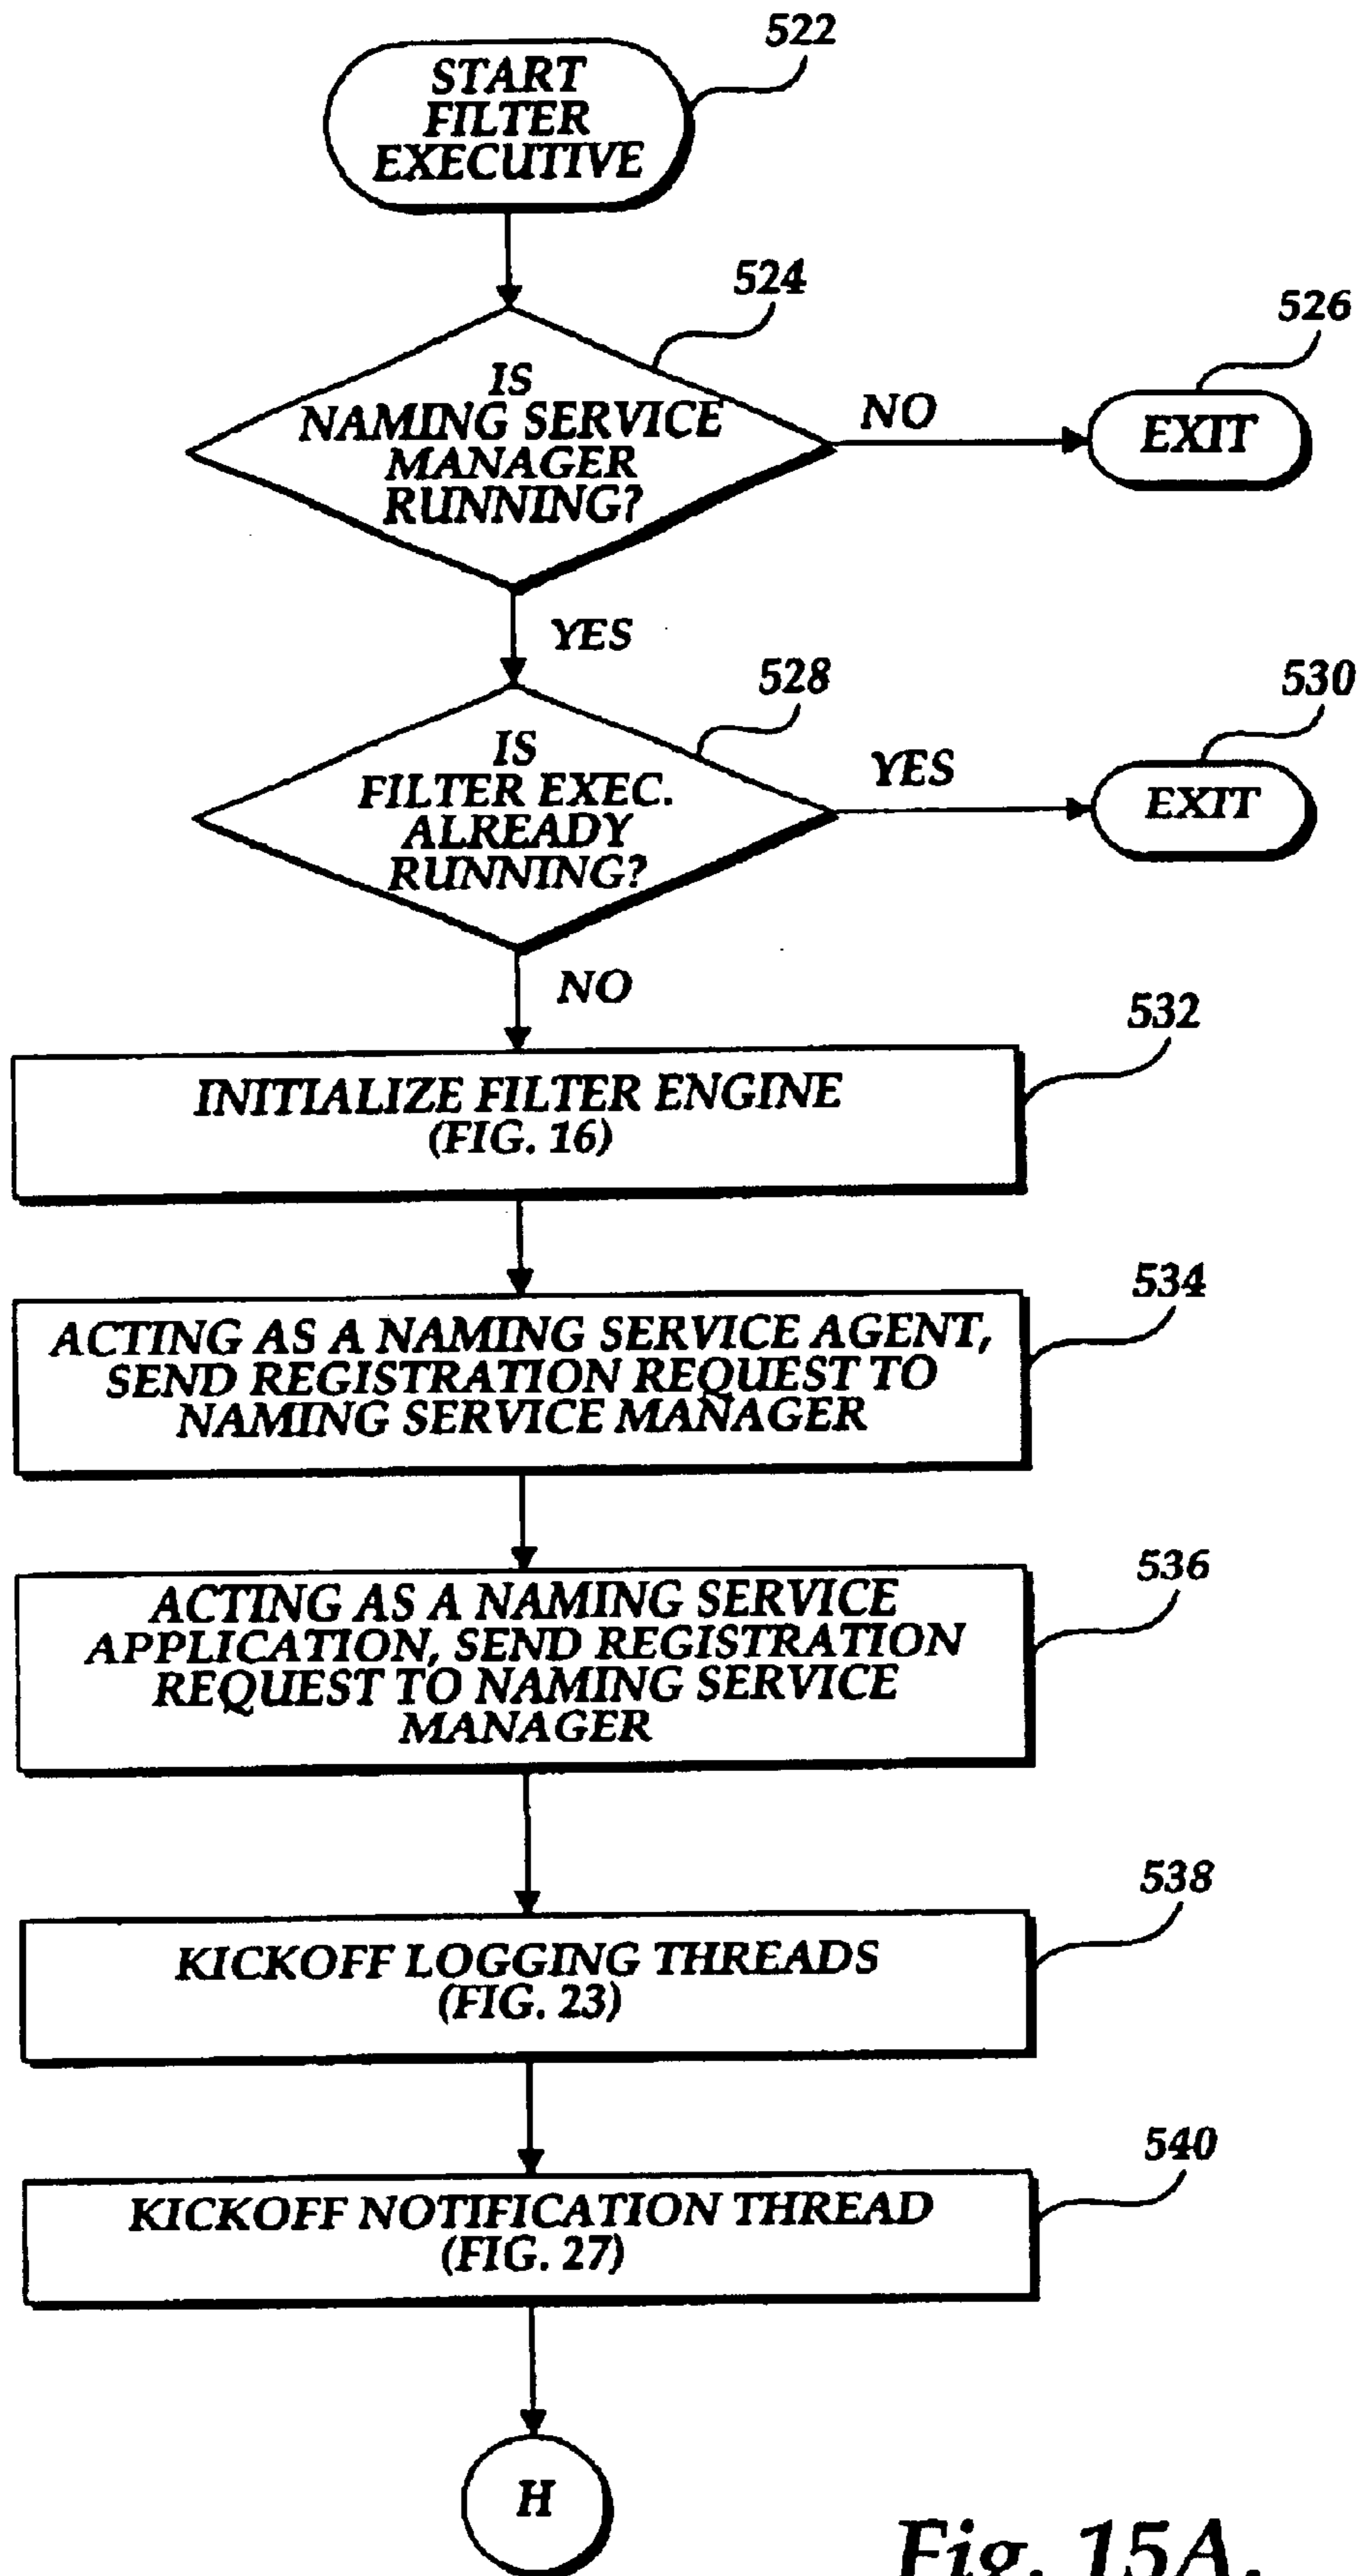 522
START
FILTER
EXECUTIVE
524
IS
NAMING SERVICE
MANAGER
RUNNING?
NO
526
EXIT
YES
528
IS
FILTER EXEC.
ALREADY
RUNNING?
YES
530
EXIT
NO
532
INITIALIZE FILTER ENGINE
(FIG. 16)
534
ACTING AS A NAMING SERVICE AGENT,
SEND REGISTRATION REQUEST TO
NAMING SERVICE MANAGER
536
ACTING AS A NAMING SERVICE
APPLICATION, SEND REGISTRATION
REQUEST TO NAMING SERVICE
MANAGER
538
KICKOFF LOGGING THREADS
(FIG. 23)
540
KICKOFF NOTIFICATION THREAD
(FIG. 27)
H
Fig. 15A.